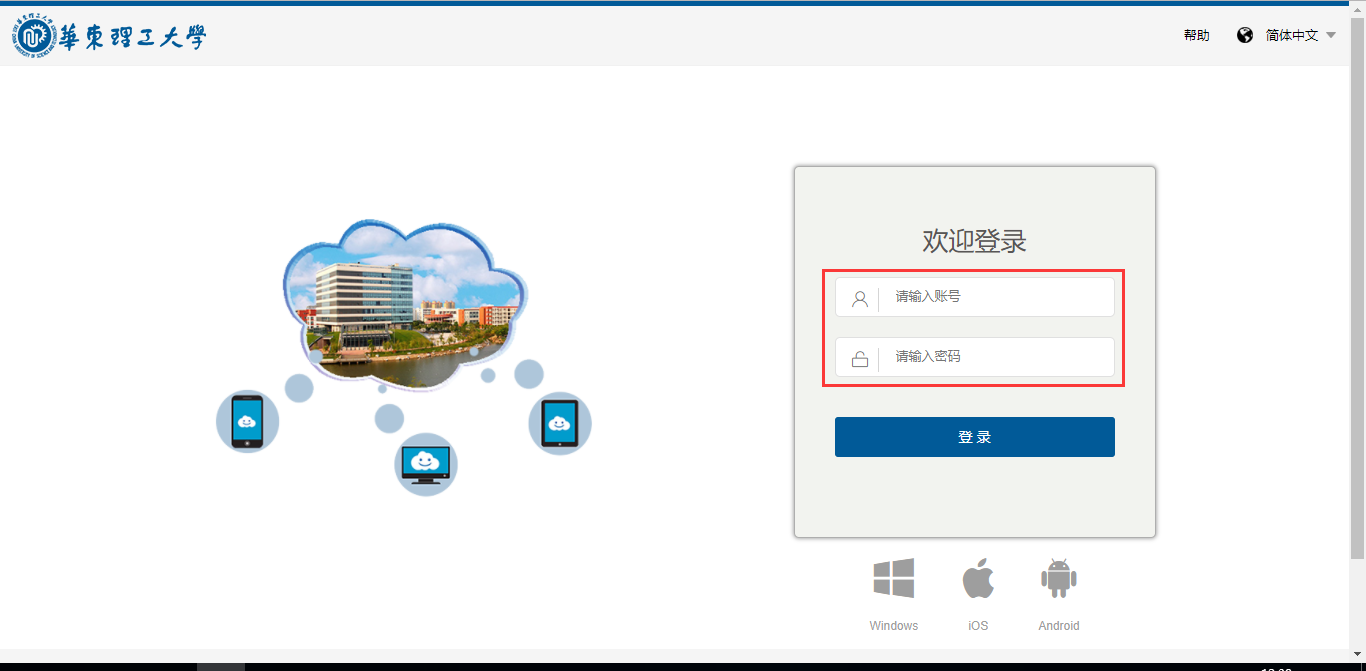 華東理工大學
帮助
简体中文
欢迎登录
请输入账号
请输入密码
登 录
Windows
iOS
Android